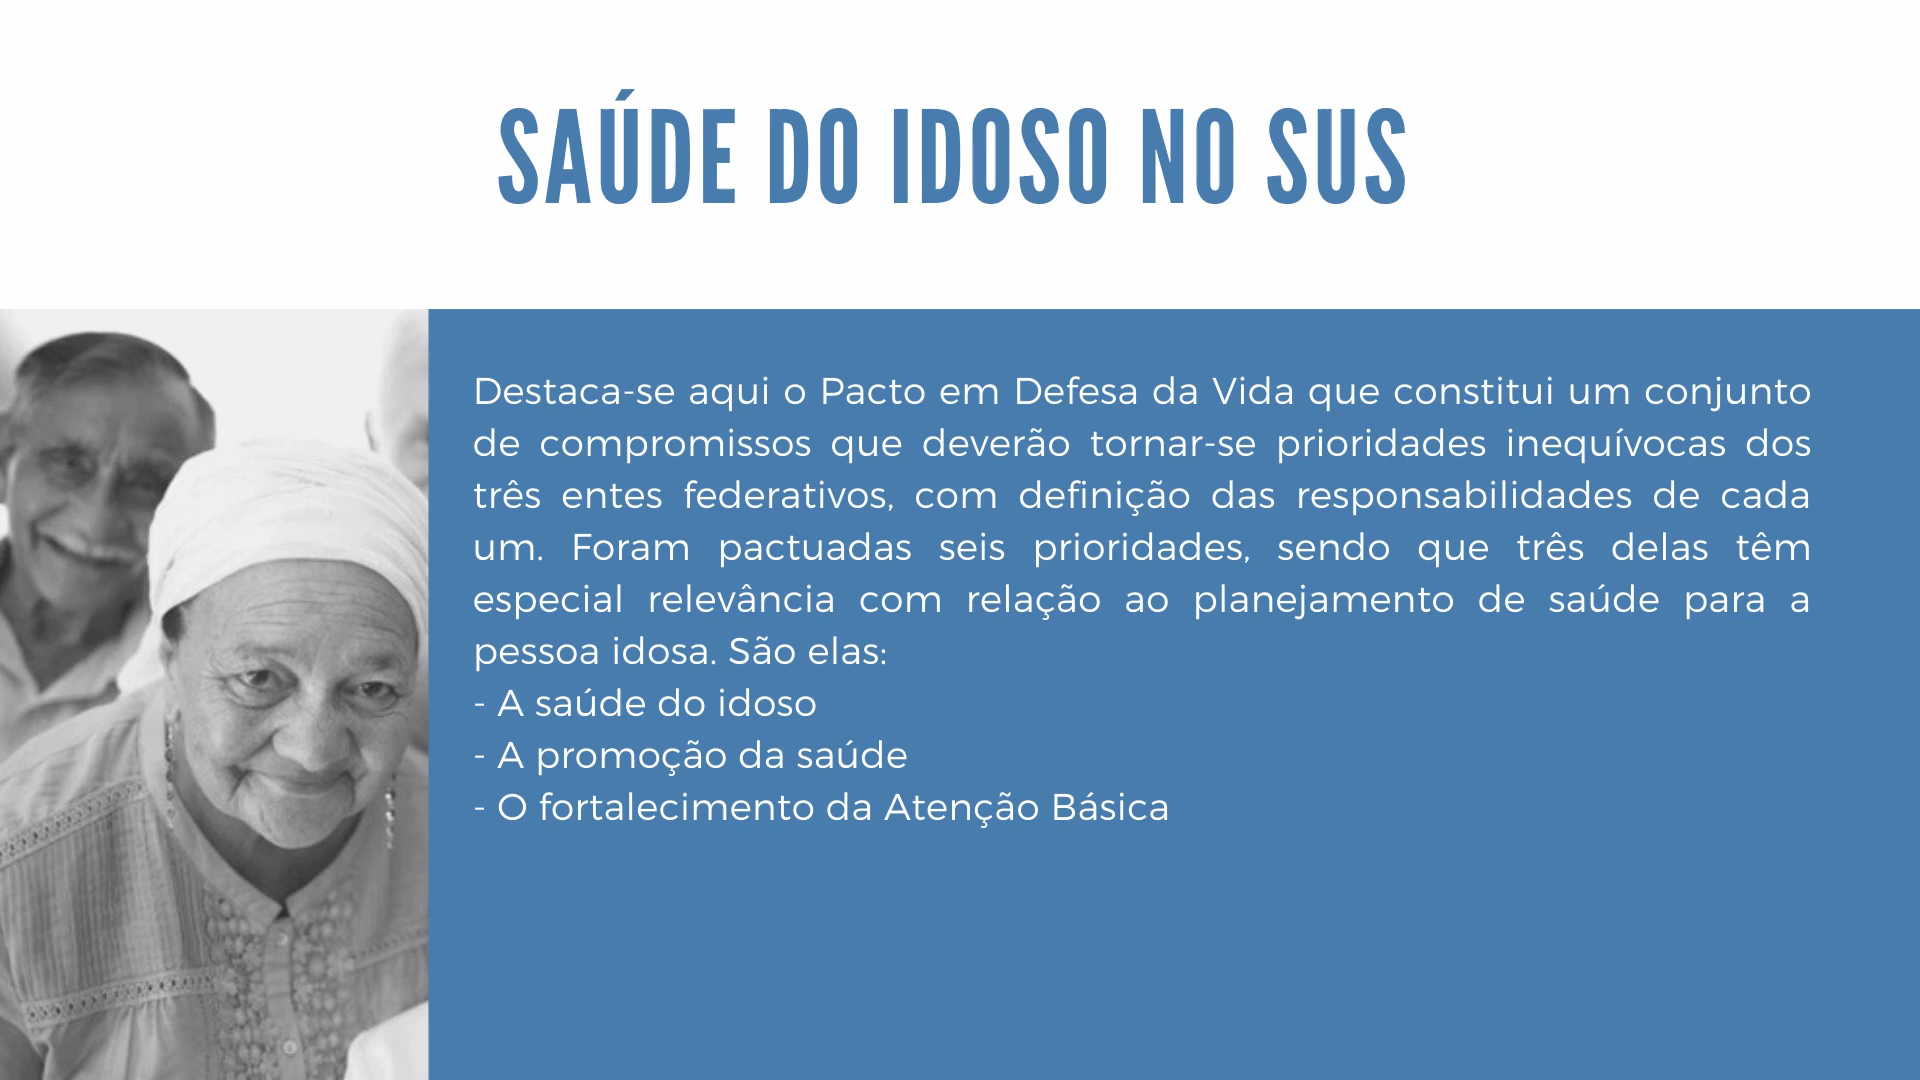 SAÚDE DO IDOSO NO SUS
Destaca-se aqui o Pacto em Defesa da Vida que constitui um conjunto
de compromissos que deverão tornar-se prioridades inequívocas dos
três entes federativos, com definição das responsabilidades de cada
um. Foram pactuadas seis prioridades, sendo que três delas têm
especial relevância com relação ao planejamento de saúde para a
pessoa idosa. São elas:
- A saúde do idoso
- A promoção da saúde
- O fortalecimento da Atenção Básica